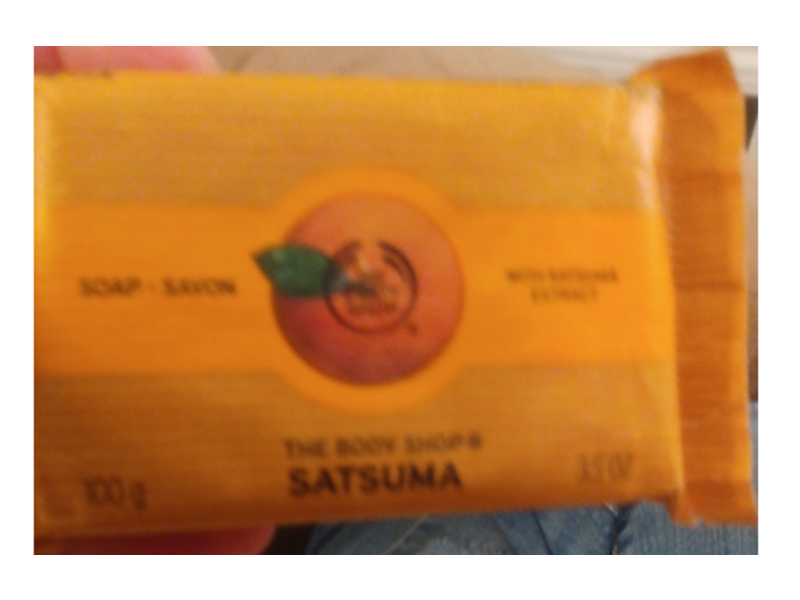 SOAP - SAVON
WITH SATSUMA
EXTRACT
THE BODY SHOP®
SATSUMA
100 g
3.5 OZ